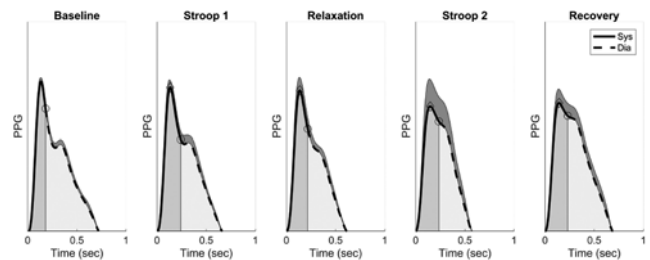 Baseline
Stroop 1
Relaxation
Stroop 2
Recovery
Sys
Dia
PPG
PPG
PPG
PPG
PPG
0 0.5 1
0 0.5 1
0 0.5 1
0 0.5 1
0 0.5 1
Time (sec)
Time (sec)
Time (sec)
Time (sec)
Time (sec)